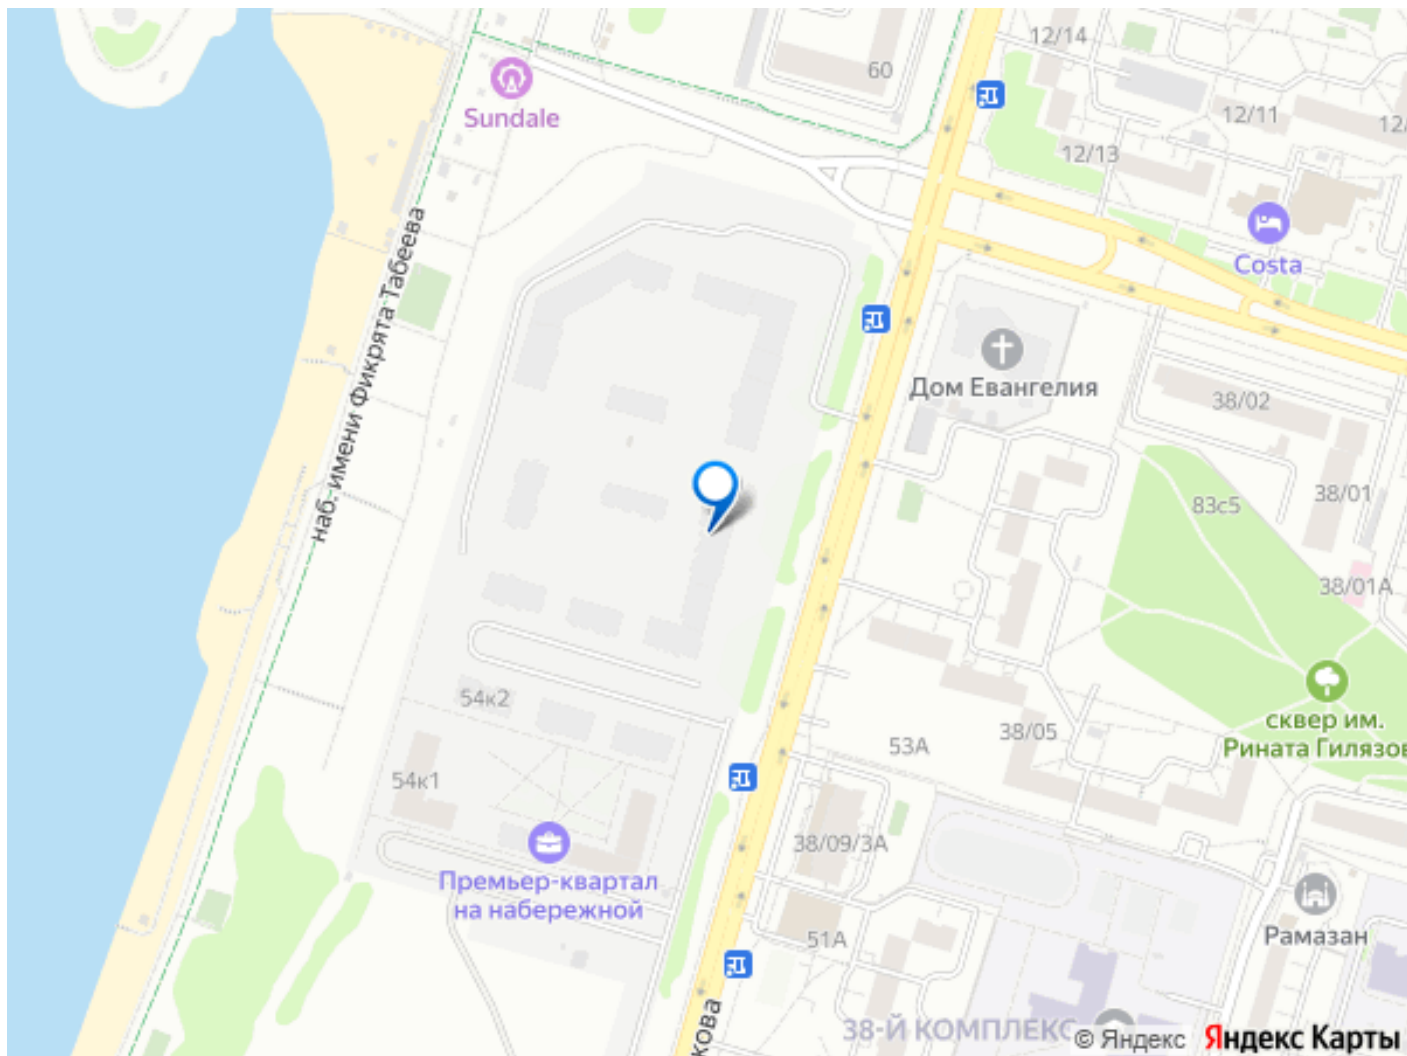 12/14
60
12/11
12/
Sundale
12/13
Costa
наб. имени Фикрята Табеева
Дом Евангелия
38/02
38/01
83с5
38/01А
сквер им.
Рината Гилязов
54к2
38/05
53А
54к1
38/09/3А
Премьер-квартал
на набережной
51А
Рамазан
кова
38-Й КОМПЛЕКС
© Яндекс Яндекс Карты